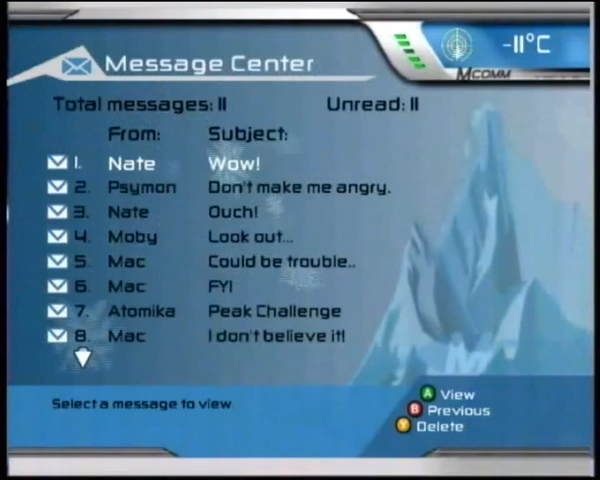 Message Center
-11°C
MCOMM
Total messages: 11 Unread: 11
From: Subject:
1. Nate Wow!
2. Psymon Don't make me angry.
3. Nate Ouch!
4. Moby Look out...
5. Mac Could be trouble..
6. Mac FYI
7. Atomika Peak Challenge
8. Mac I don't believe it!
Select a message to view
A View
B Previous
Y Delete